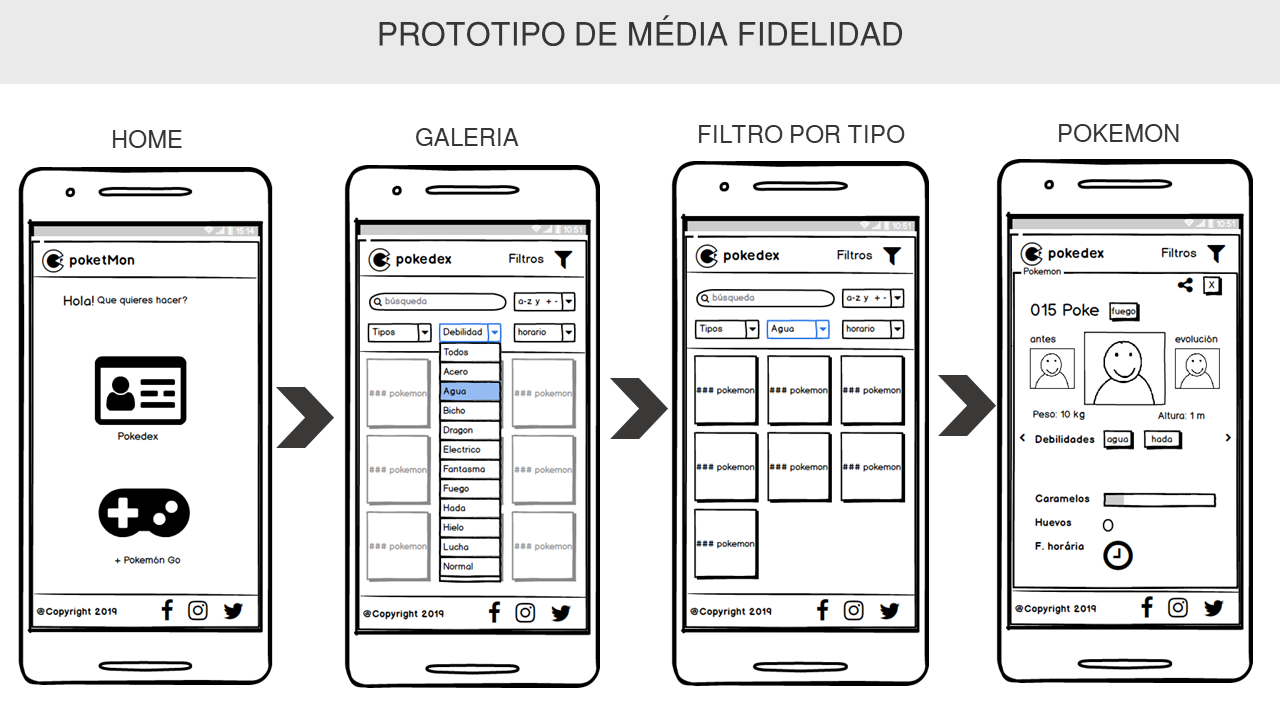 PROTOTIPO DE MÉDIA FIDELIDAD
HOME
15:14
poketMon
Hola! Que quieres hacer?
Pokedex
+ Pokemón Go
@Copyright 2019
GALERIA
10:51
pokedex Filtros
búsqueda a-z y + -
Tipos Debilidad horario
Todos
Acero
Agua
Bicho
Dragon
Electrico
Fantasma
Fuego
Hada
Hielo
Lucha
Normal
### pokemon ### pokemon
### pokemon ### pokemon
### pokemon ### pokemon
@Copyright 2019
FILTRO POR TIPO
10:51
pokedex Filtros
búsqueda a-z y + -
Tipos Agua horario
### pokemon ### pokemon ### pokemon
### pokemon ### pokemon ### pokemon
### pokemon
@Copyright 2019
POKEMON
10:51
pokedex Filtros
Pokemon
X
015 Poke fuego
antes evolución
Peso: 10 kg Altura: 1 m
Debilidades agua hada
Caramelos
Huevos
F. horária
@Copyright 2019